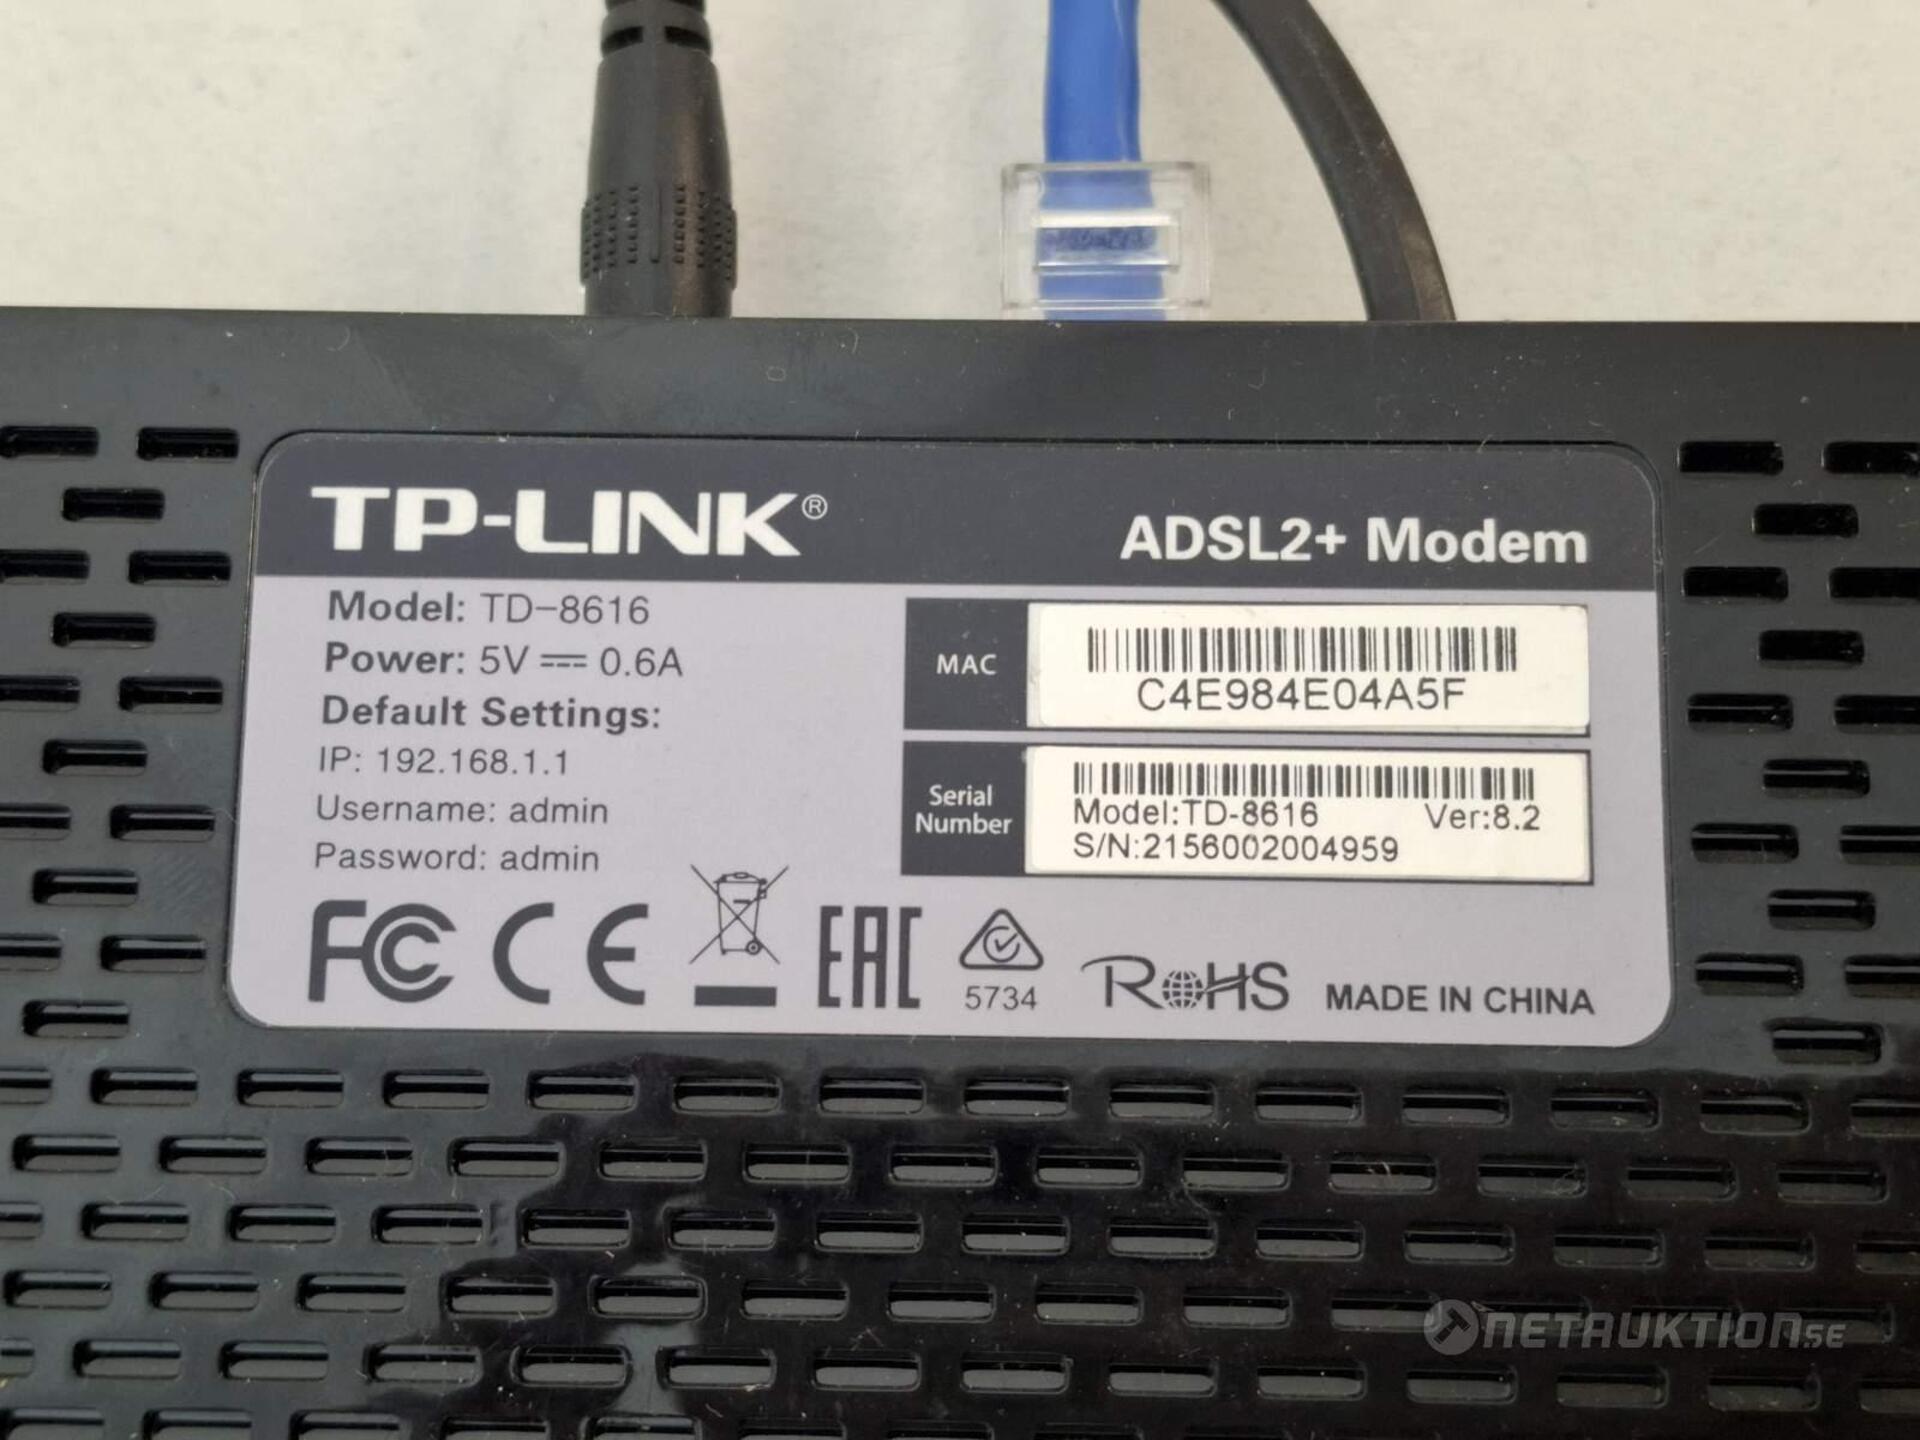 TP-LINK®
ADSL2+ Modem
Model: TD-8616
Power: 5V ⎓ 0.6A
Default Settings:
IP: 192.168.1.1
Username: admin
Password: admin
MAC
C4E984E04A5F
Serial
Number
Model:TD-8616 Ver:8.2
S/N:2156002004959
FC CE EAC
5734
RoHS
MADE IN CHINA
NETAUKTION.SE